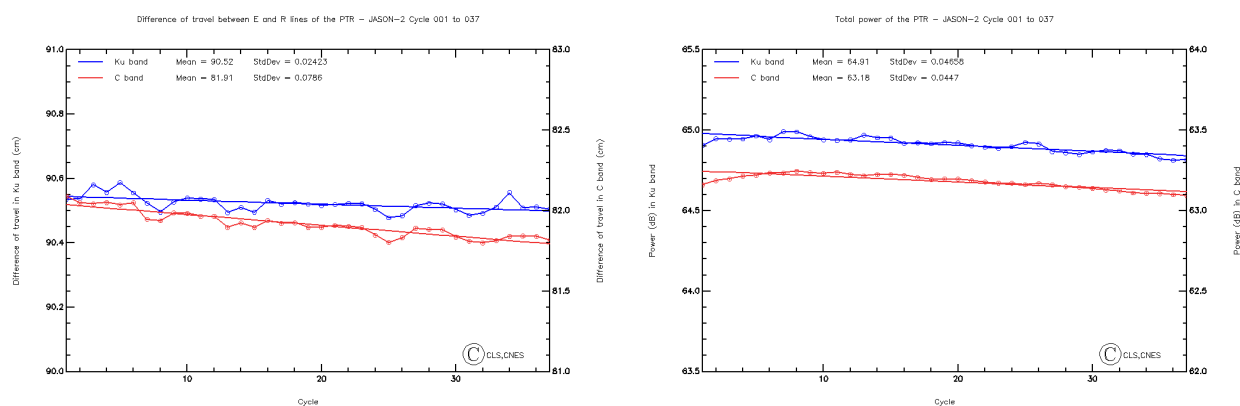 Difference of travel between E and R lines of the PTR - JASON-2 Cycle 001 to 037
91.0
90.8
90.6
90.4
90.2
90.0
Difference of travel in Ku band (cm)
Ku band Mean = 90.52 StdDev = 0.02423
C band Mean = 81.91 StdDev = 0.0786
83.0
82.5
82.0
81.5
81.0
Difference of travel in C band (cm)
10 20 30
Cycle
© CLS,CNES
Total power of the PTR - JASON-2 Cycle 001 to 037
65.5
65.0
64.5
64.0
63.5
Power (dB) in Ku band
Ku band Mean = 64.91 StdDev = 0.04658
C band Mean = 63.18 StdDev = 0.0447
64.0
63.5
63.0
62.5
62.0
Power (dB) in C band
10 20 30
Cycle
© CLS,CNES